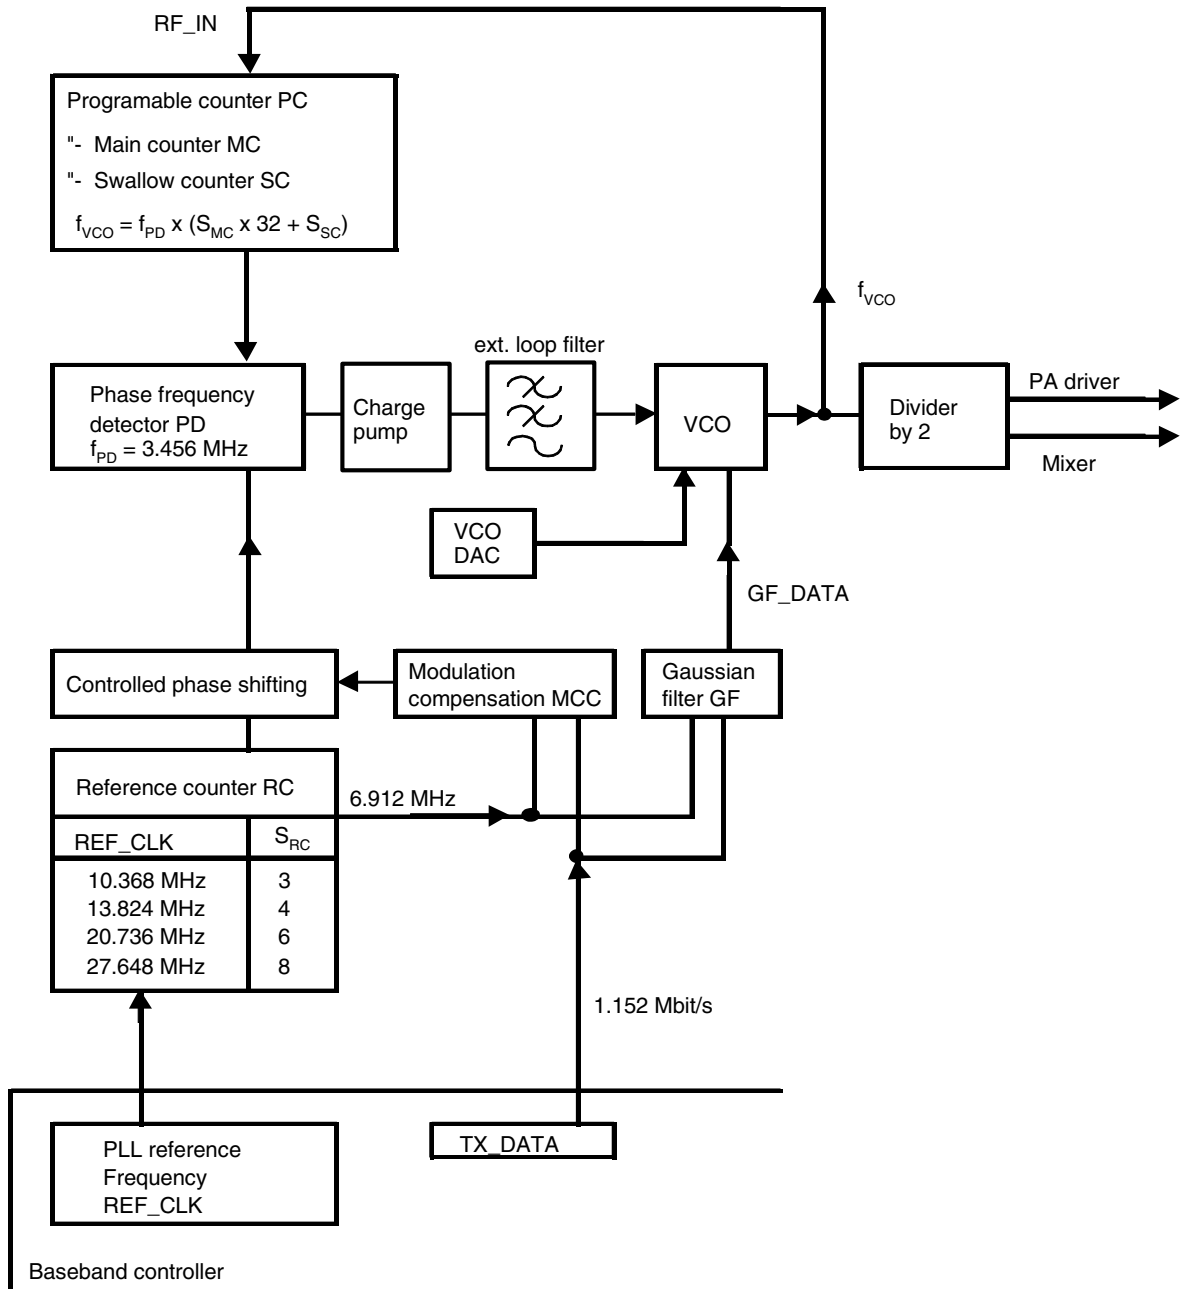 RF_IN
Programable counter PC
"- Main counter MC
"- Swallow counter SC
fVCO = fPD x (SMC x 32 + SSC)
fVCO
ext. loop filter
Phase frequency
detector PD
fPD = 3.456 MHz
Charge
pump
VCO
Divider
by 2
PA driver
Mixer
VCO
DAC
GF_DATA
Controlled phase shifting
Modulation
compensation MCC
Gaussian
filter GF
Reference counter RC
6.912 MHz
REF_CLK SRC
10.368 MHz 3
13.824 MHz 4
20.736 MHz 6
27.648 MHz 8
1.152 Mbit/s
PLL reference
Frequency
REF_CLK
TX_DATA
Baseband controller